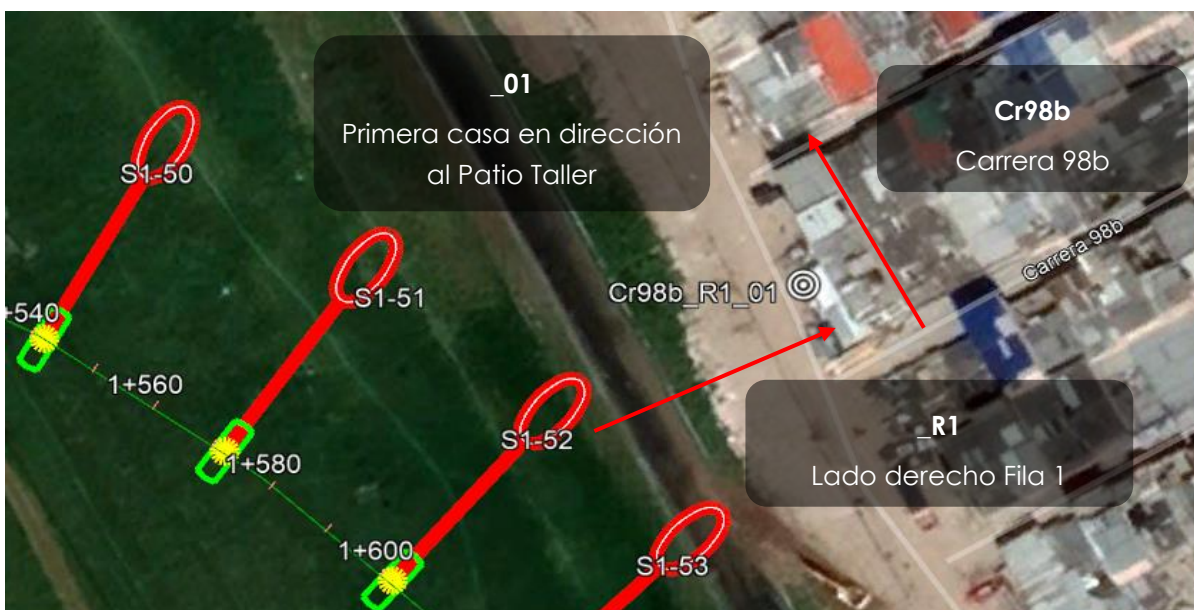 _01
Primera casa en dirección
al Patio Taller
Cr98b
Carrera 98b
S1-50
Carrera 98b
Cr98b_R1_01
S1-51
+540
1+560
_R1
Lado derecho Fila 1
S1-52
1+580
1+600
S1-53